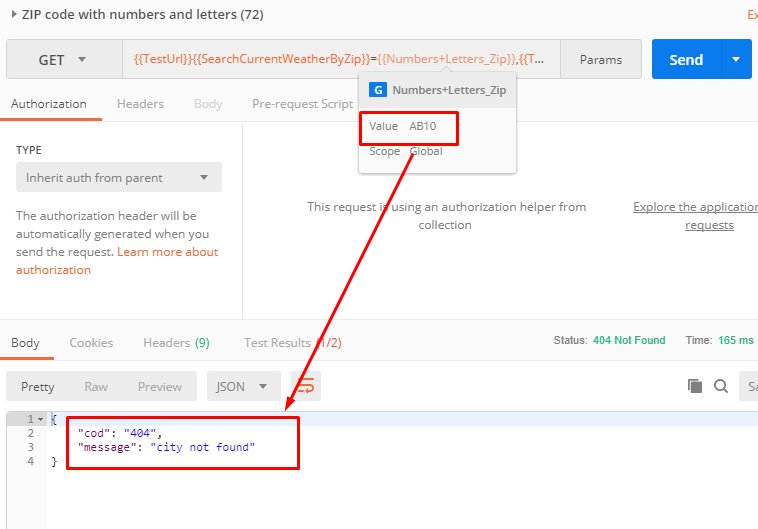 ZIP code with numbers and letters (72)
Ex
GET
{{TestUrl}}{{SearchCurrentWeatherByZip}}={{Numbers+Letters_Zip}},{{T...
Params
Send
G Numbers+Letters_Zip
Authorization
Headers
Body
Pre-request Script
Value AB10
Scope Global
TYPE
Inherit auth from parent
The authorization header will be
automatically generated when you
send the request. Learn more about
authorization
This request is using an authorization helper from
collection
Explore the application
requests
Body
Cookies
Headers (9)
Test Results (1/2)
Status: 404 Not Found
Time: 165 ms
Pretty
Raw
Preview
JSON
Sa
1 {
2 "cod": "404",
3 "message": "city not found"
4 }